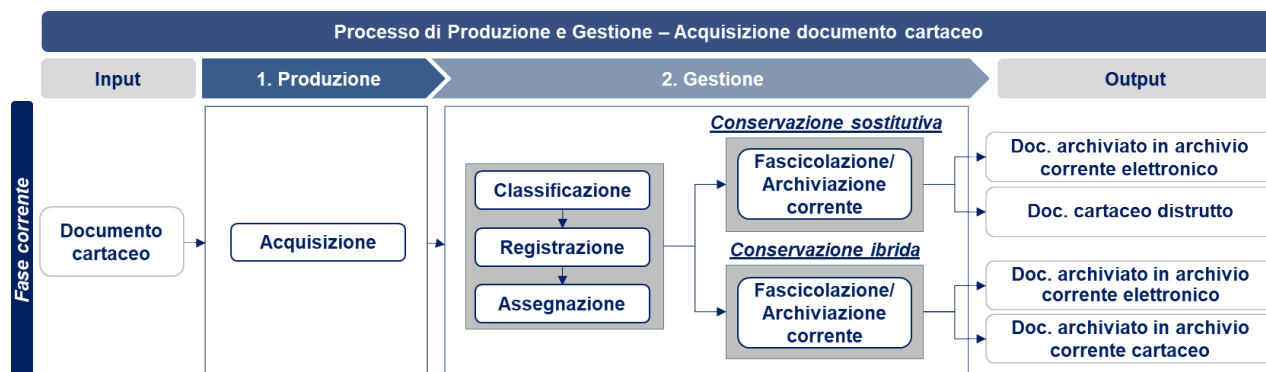 Processo di Produzione e Gestione – Acquisizione documento cartaceo
Input
1. Produzione
2. Gestione
Output
Fase corrente
Documento
cartaceo
Acquisizione
Classificazione
Registrazione
Assegnazione
Conservazione sostitutiva
Fascicolazione/
Archiviazione
corrente
Conservazione ibrida
Fascicolazione/
Archiviazione
corrente
Doc. archiviato in archivio
corrente elettronico
Doc. cartaceo distrutto
Doc. archiviato in archivio
corrente elettronico
Doc. archiviato in archivio
corrente cartaceo